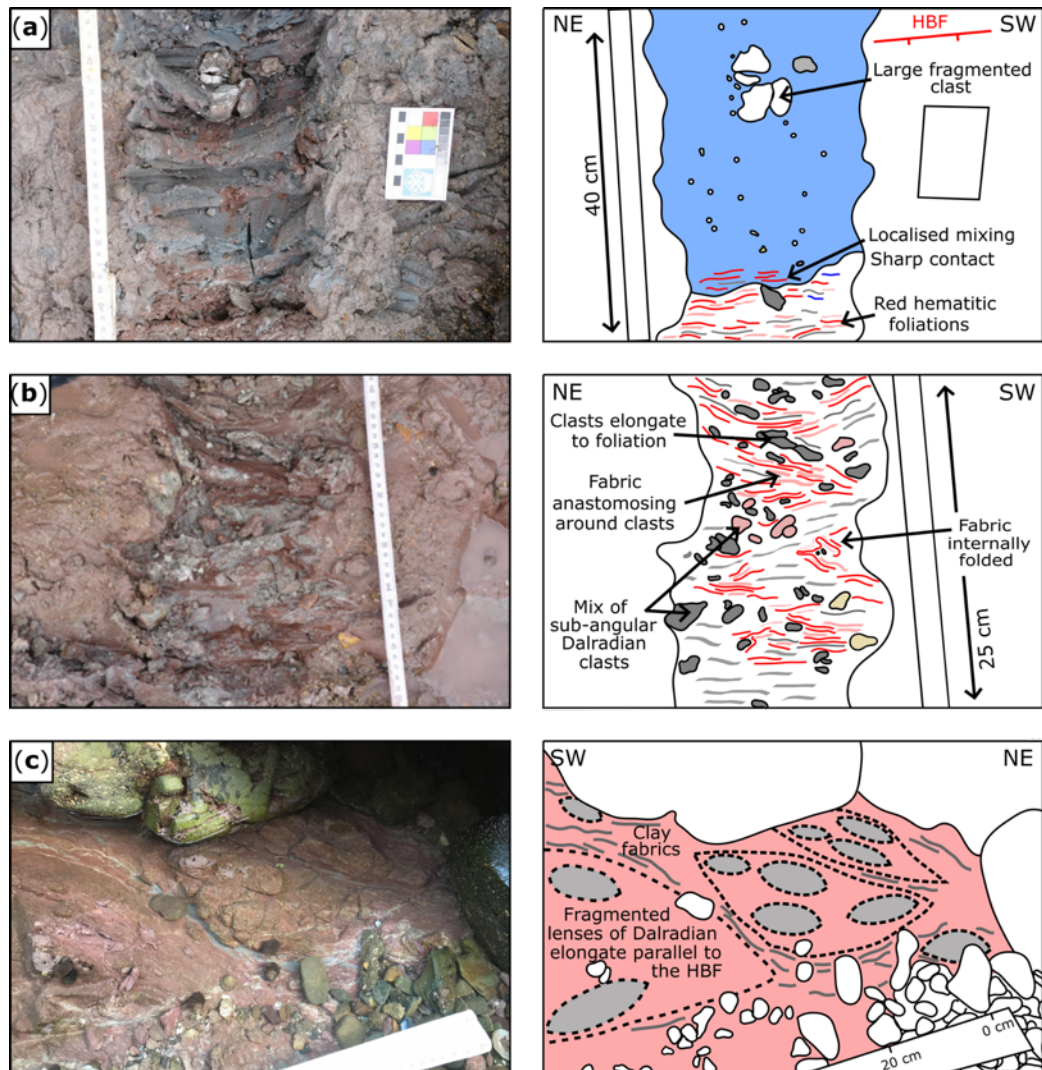 (a)
NE
HBF
SW
Large fragmented
clast
40 cm
Localised mixing
Sharp contact
Red hematitic
foliations
(b)
NE
SW
Clasts elongate
to foliation
Fabric
anastomosing
around clasts
Fabric
internally
folded
Mix of
sub-angular
Dalradian
clasts
25 cm
(c)
SW
NE
Clay
fabrics
Fragmented
lenses of Dalradian
elongate parallel to
the HBF
0 cm
20 cm